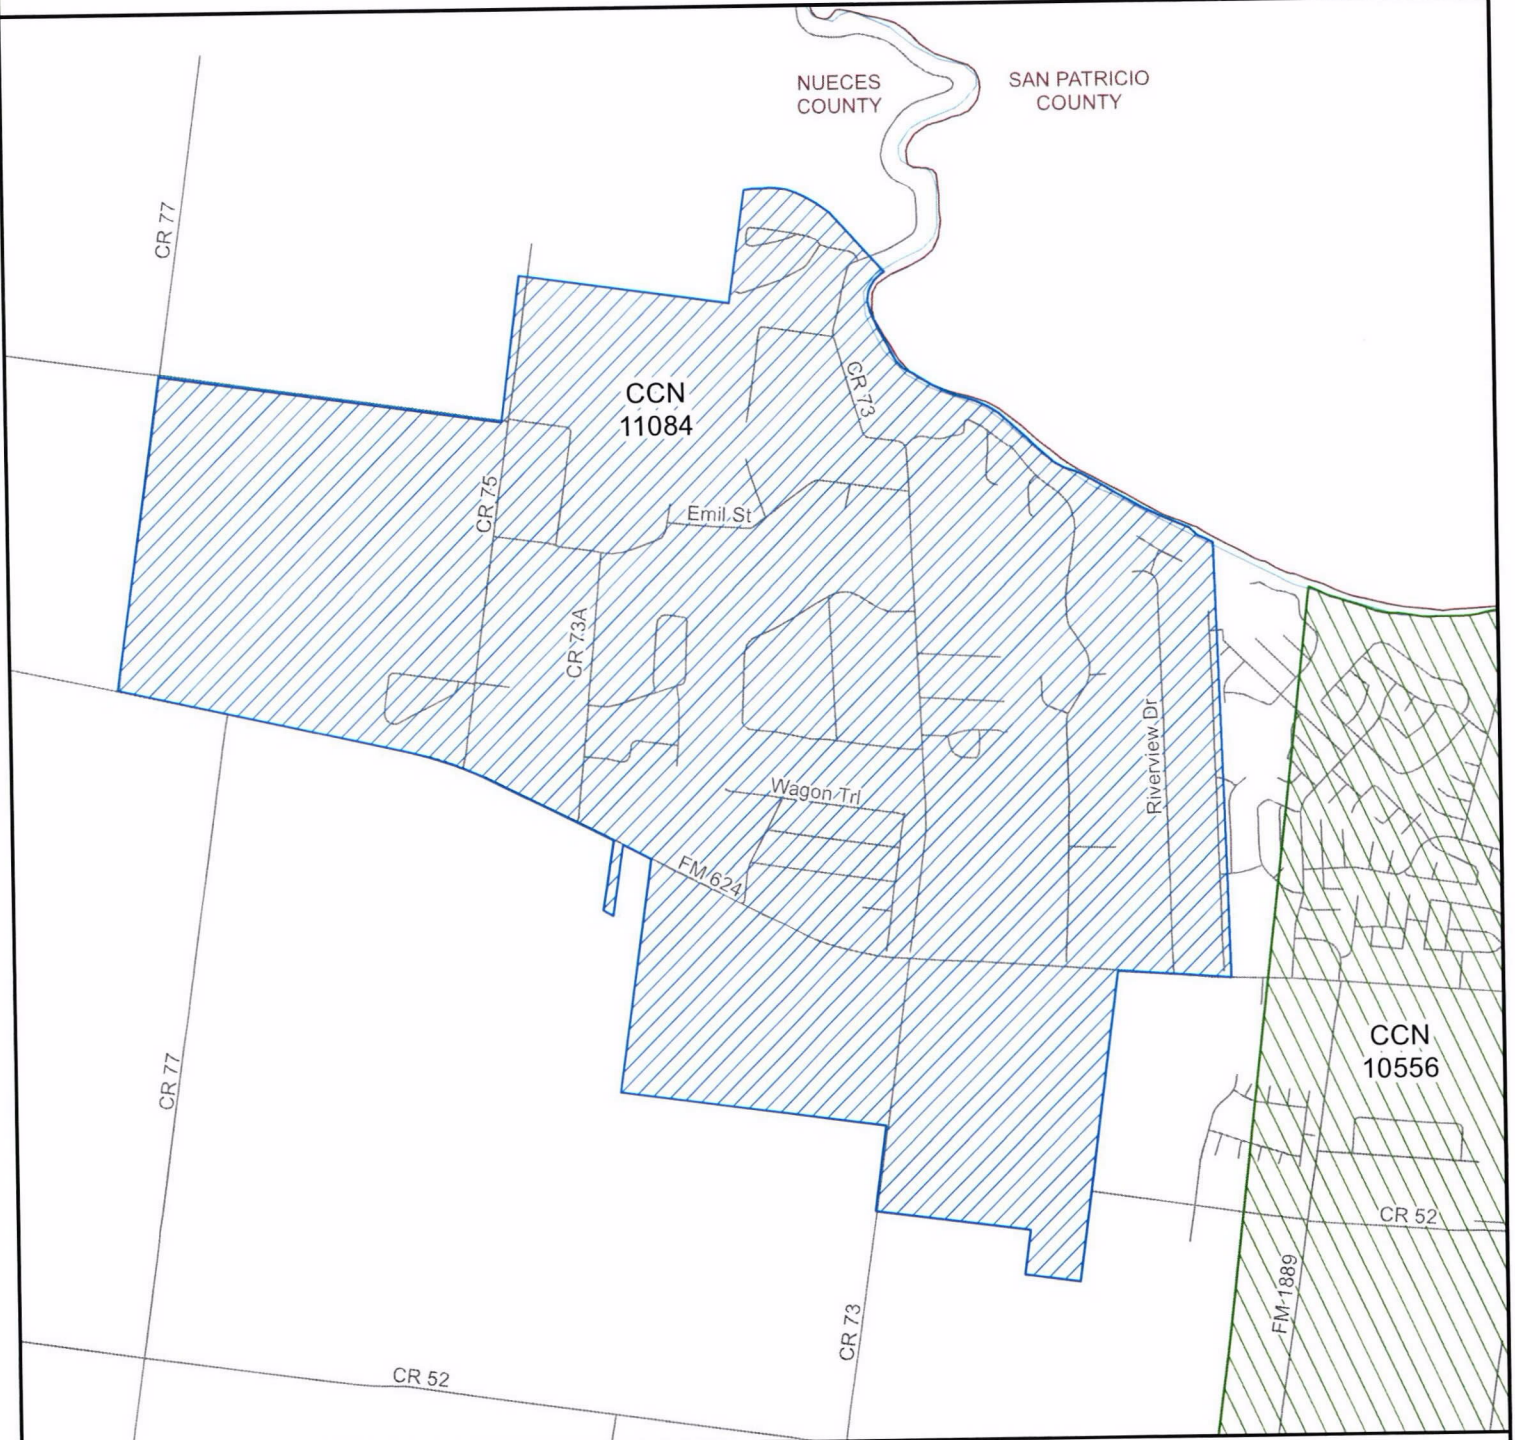 NUECES
COUNTY
SAN PATRICIO
COUNTY
CR 77
CCN
11084
CR 73
CR 75
Emil St
CR 73A
Riverview Dr
Wagon Trl
FM 624
CCN
10556
CR 77
CR 52
FM 1889
CR 73
CR 52